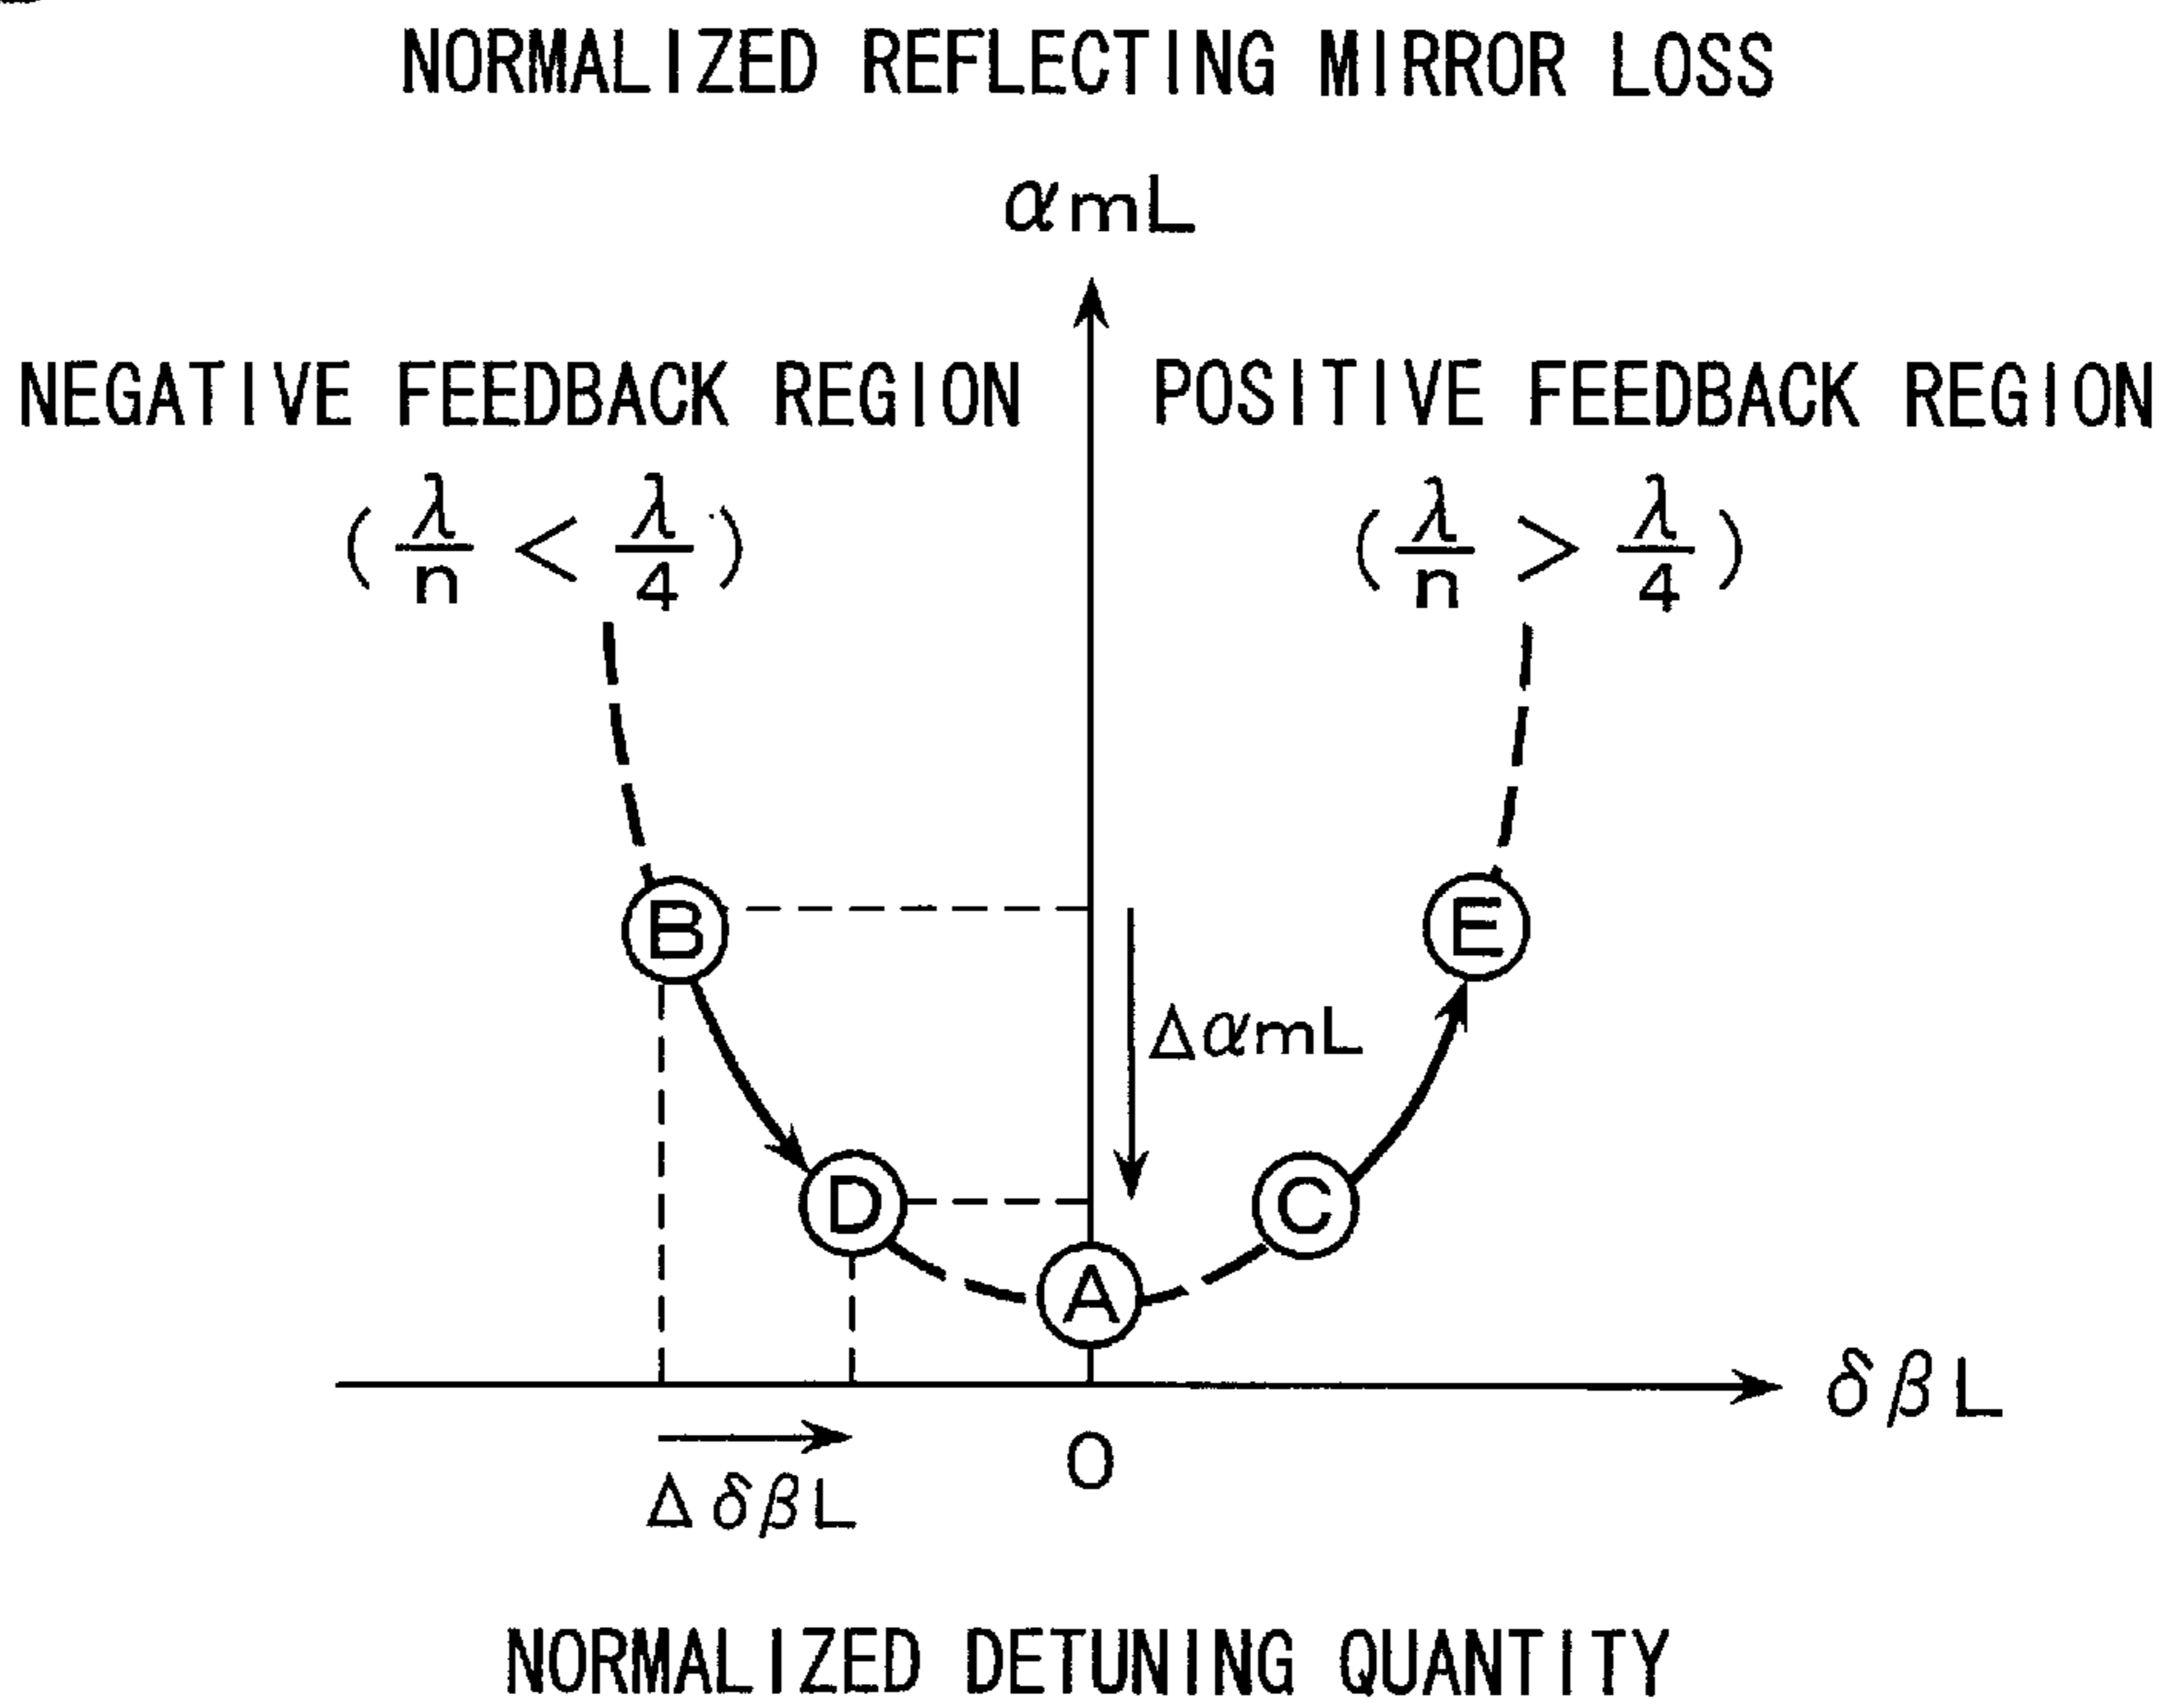 NORMALIZED REFLECTING MIRROR LOSS
αmL
NEGATIVE FEEDBACK REGION
POSITIVE FEEDBACK REGION
(λ/n < λ/4)
(λ/n > λ/4)
B
E
ΔαmL
D
C
A
δβL
0
ΔδβL
NORMALIZED DETUNING QUANTITY